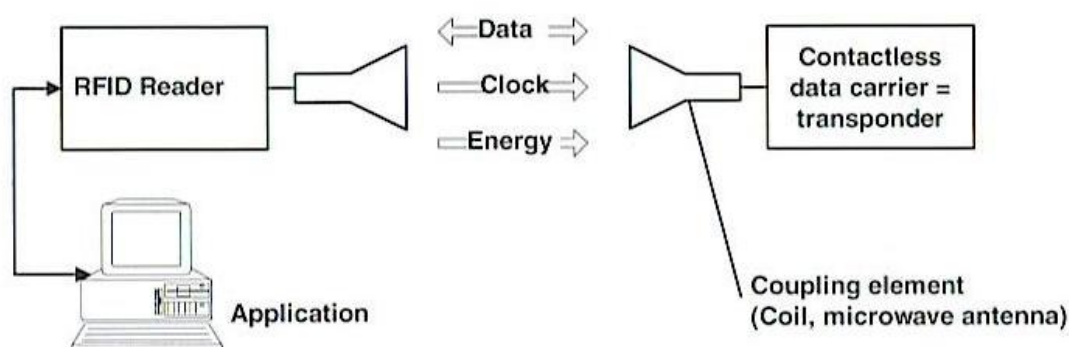 Data
RFID Reader
Clock
Energy
Contactless
data carrier =
transponder
Application
Coupling element
(Coil, microwave antenna)